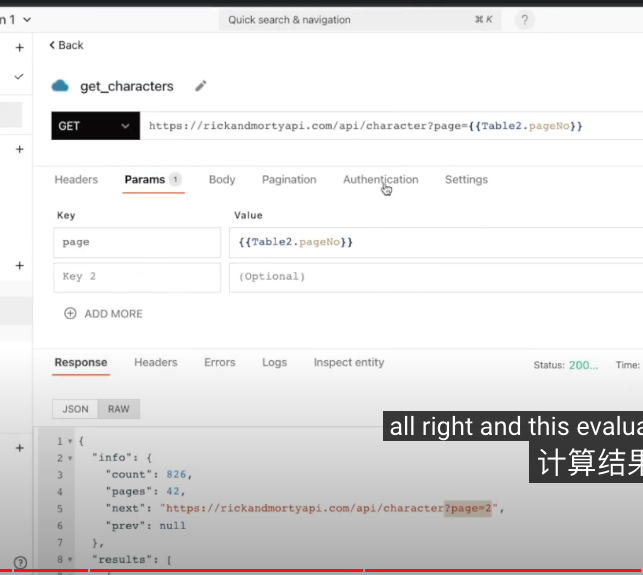 n 1
Quick search & navigation
⌘ K
?
Back
get_characters
GET
https://rickandmortyapi.com/api/character?page={{Table2.pageNo}}
Headers Params 1 Body Pagination Authentication Settings
Key Value
page {{Table2.pageNo}}
Key 2 (Optional)
ADD MORE
Response Headers Errors Logs Inspect entity Status: 200... Time:
JSON RAW
all right and this evalua
计算结果
1 {
2 "info": {
3 "count": 826,
4 "pages": 42,
5 "next": "https://rickandmortyapi.com/api/character?page=2",
6 "prev": null
7 },
8 "results": [
?